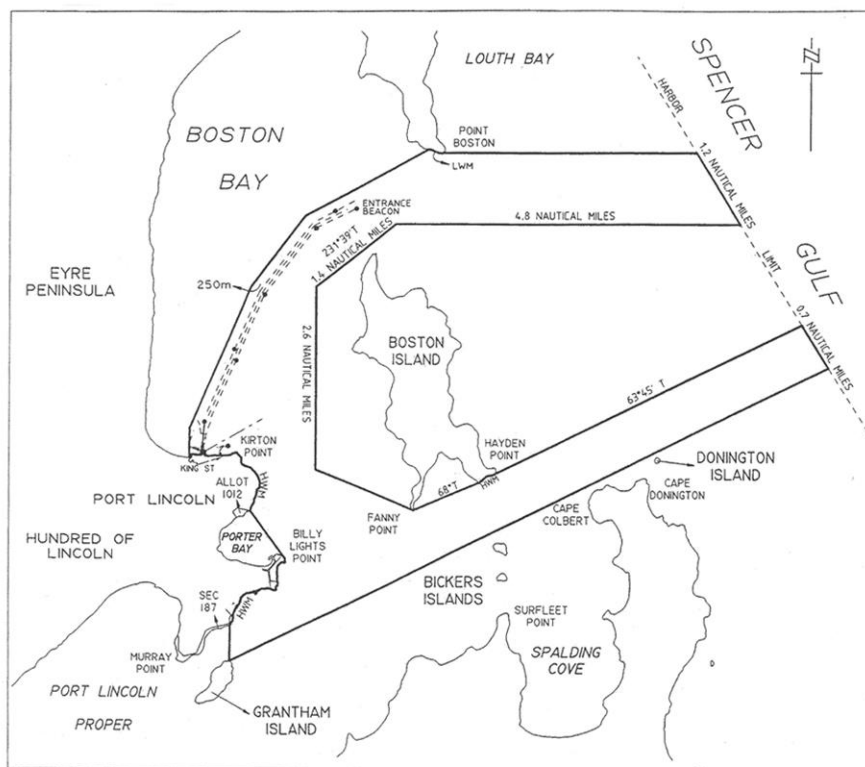 SPENCER
GULF
LOUTH BAY
HARBOR
LIMIT
BOSTON
BAY
POINT
BOSTON
LWM
1.2 NAUTICAL MILES
ENTRANCE
BEACON
4.8 NAUTICAL MILES
231°39'T
1.4 NAUTICAL MILES
EYRE
PENINSULA
250m
2.6 NAUTICAL MILES
BOSTON
ISLAND
0.7 NAUTICAL MILES
63°45' T
KIRTON
POINT
KING ST
HAYDEN
POINT
HWM
HWM
68°T
DONINGTON
ISLAND
PORT LINCOLN
ALLOT
1012
CAPE
DONINGTON
CAPE
COLBERT
FANNY
POINT
HUNDRED OF
LINCOLN
PORTER
BAY
BILLY
LIGHTS
POINT
BICKERS
ISLANDS
SEC
187
HWM
SURFLEET
POINT
MURRAY
POINT
SPALDING
COVE
PORT LINCOLN
PROPER
GRANTHAM
ISLAND